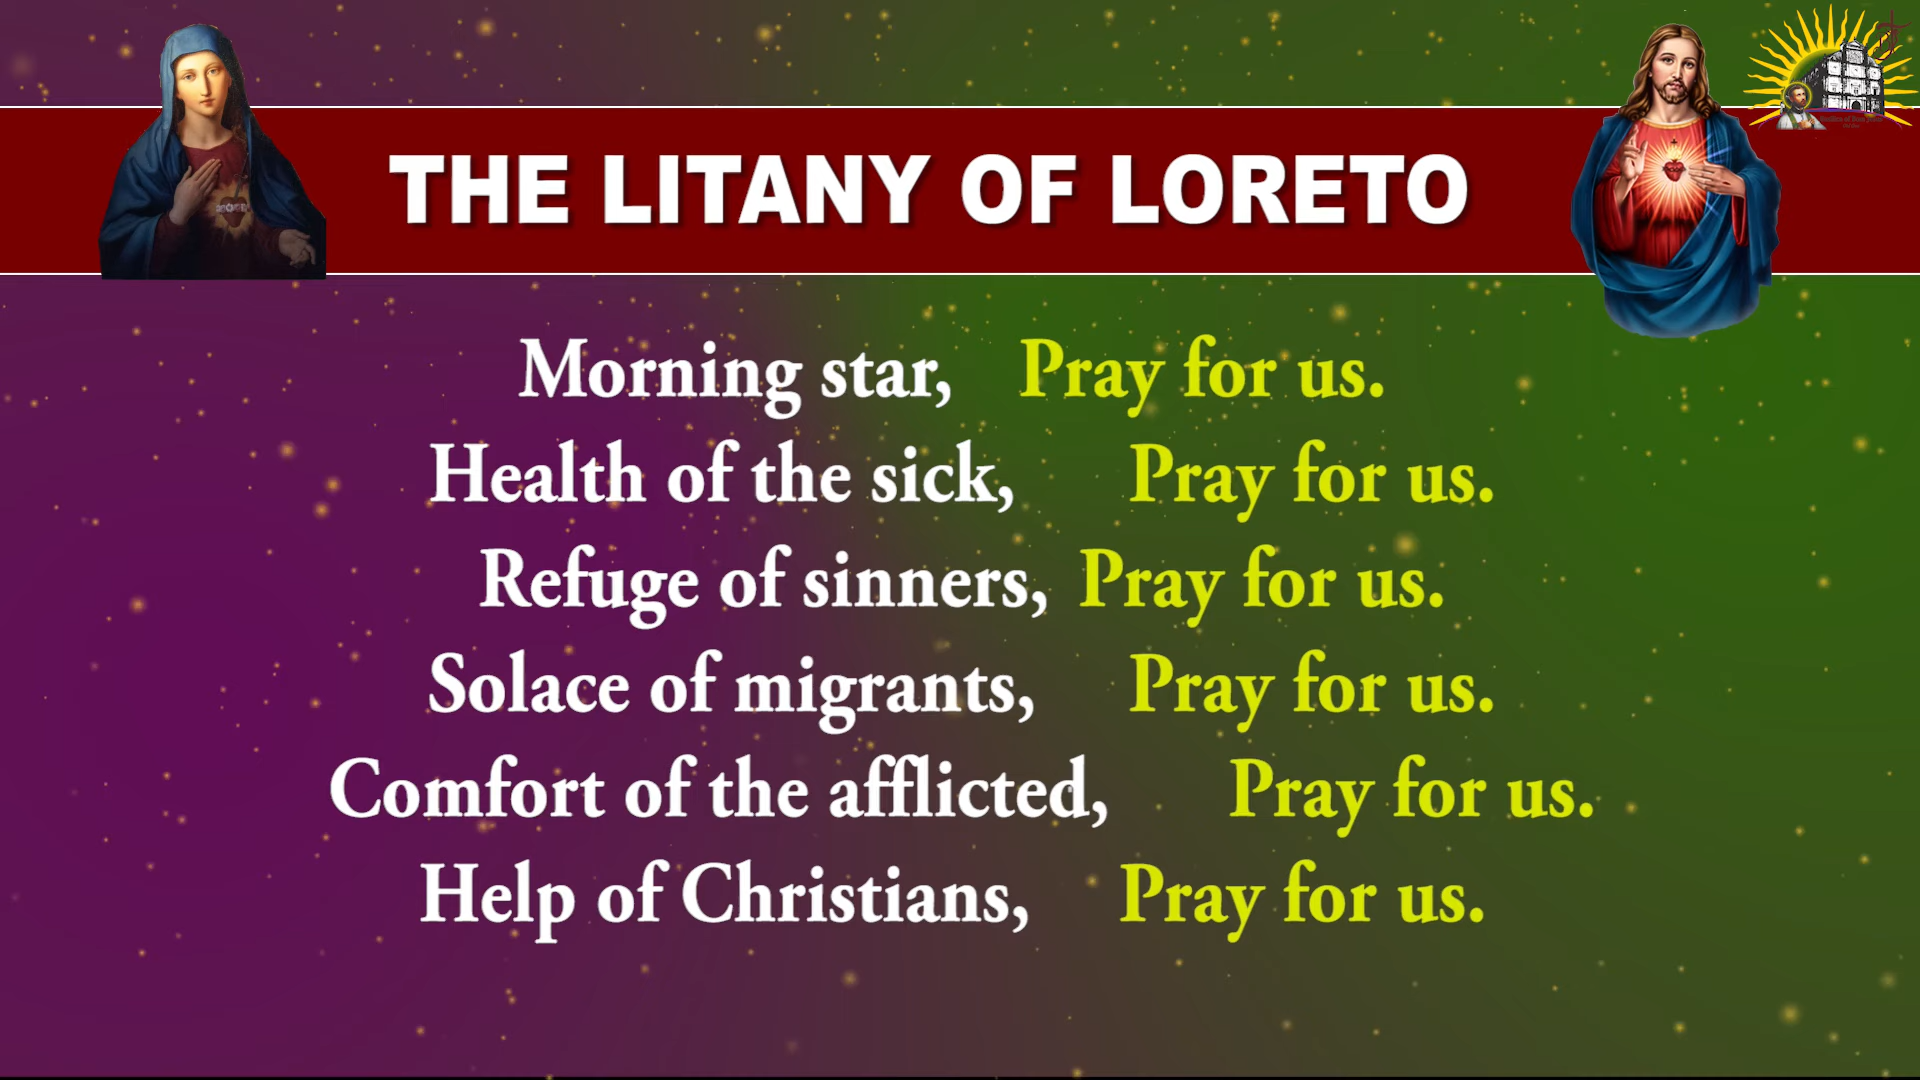 THE LITANY OF LORETO
Morning star, Pray for us.
Health of the sick, Pray for us.
Refuge of sinners, Pray for us.
Solace of migrants, Pray for us.
Comfort of the afflicted, Pray for us.
Help of Christians, Pray for us.